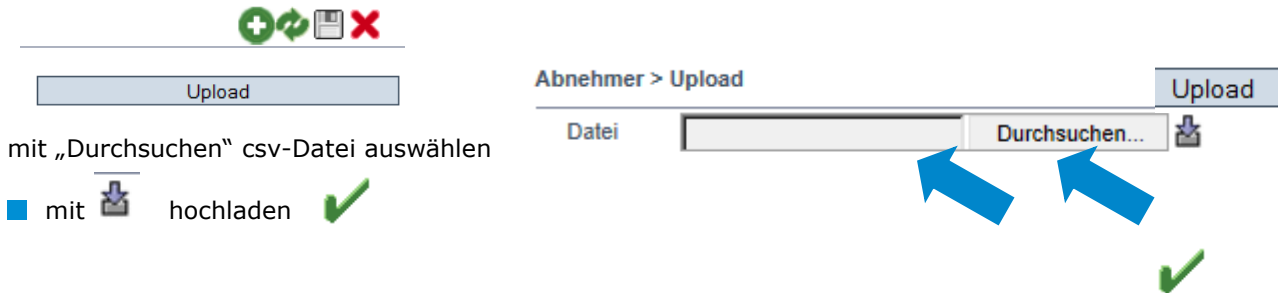 Upload
mit „Durchsuchen“ csv-Datei auswählen
mit hochladen
Abnehmer > Upload
Upload
Datei
Durchsuchen...